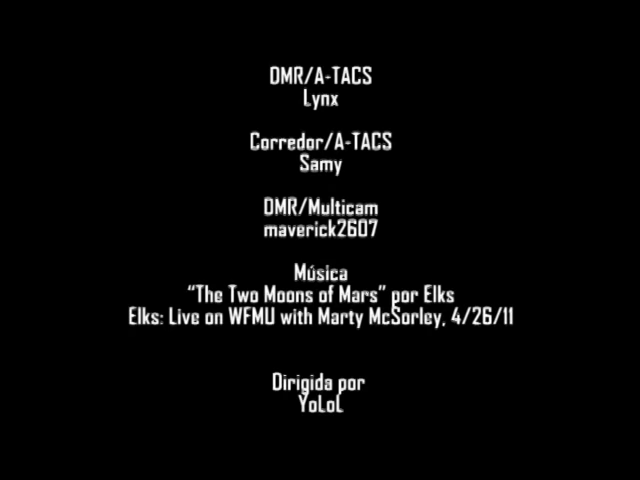 DMR/A-TACS
Lynx
Corredor/A-TACS
Samy
DMR/Multicam
maverick2607
Música
“The Two Moons of Mars” por Elks
Elks: Live on WFMU with Marty McSorley, 4/26/11
Dirigida por
YoLoL